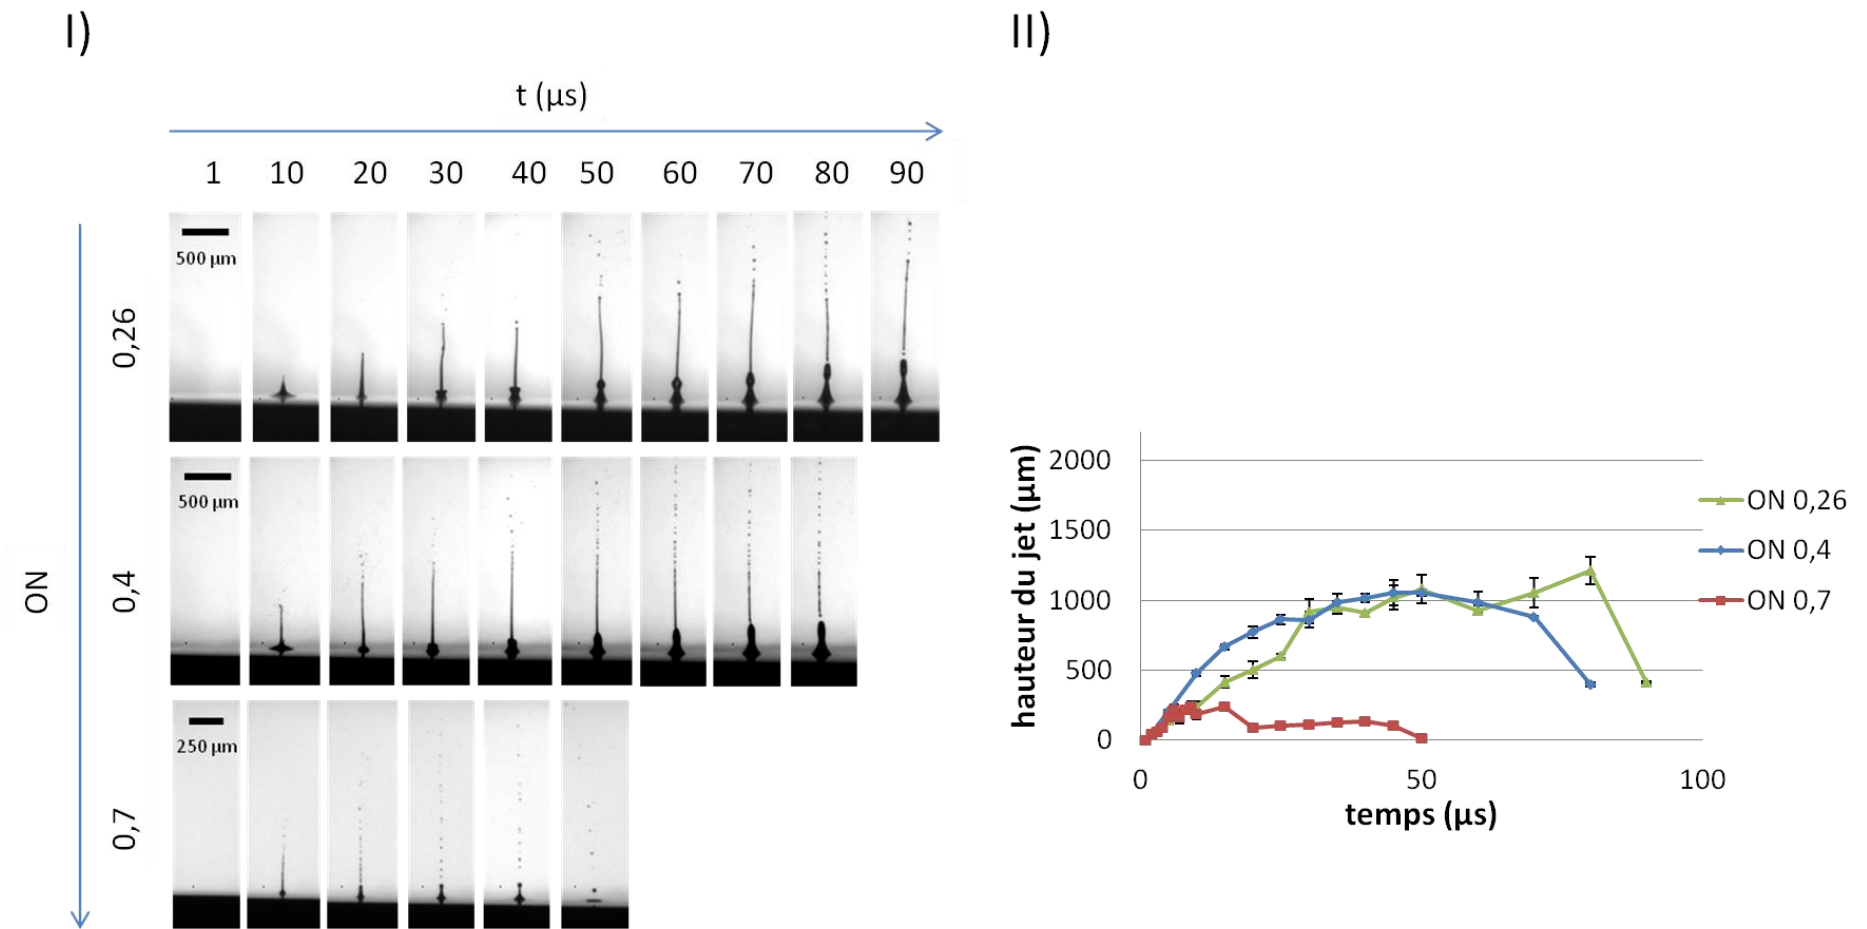 I)
t (µs)
1 10 20 30 40 50 60 70 80 90
ON
0,26
500 µm
0,4
500 µm
0,7
250 µm
II)
hauteur du jet (µm)
2000
1500
1000
500
0
0 50 100
temps (µs)
ON 0,26
ON 0,4
ON 0,7